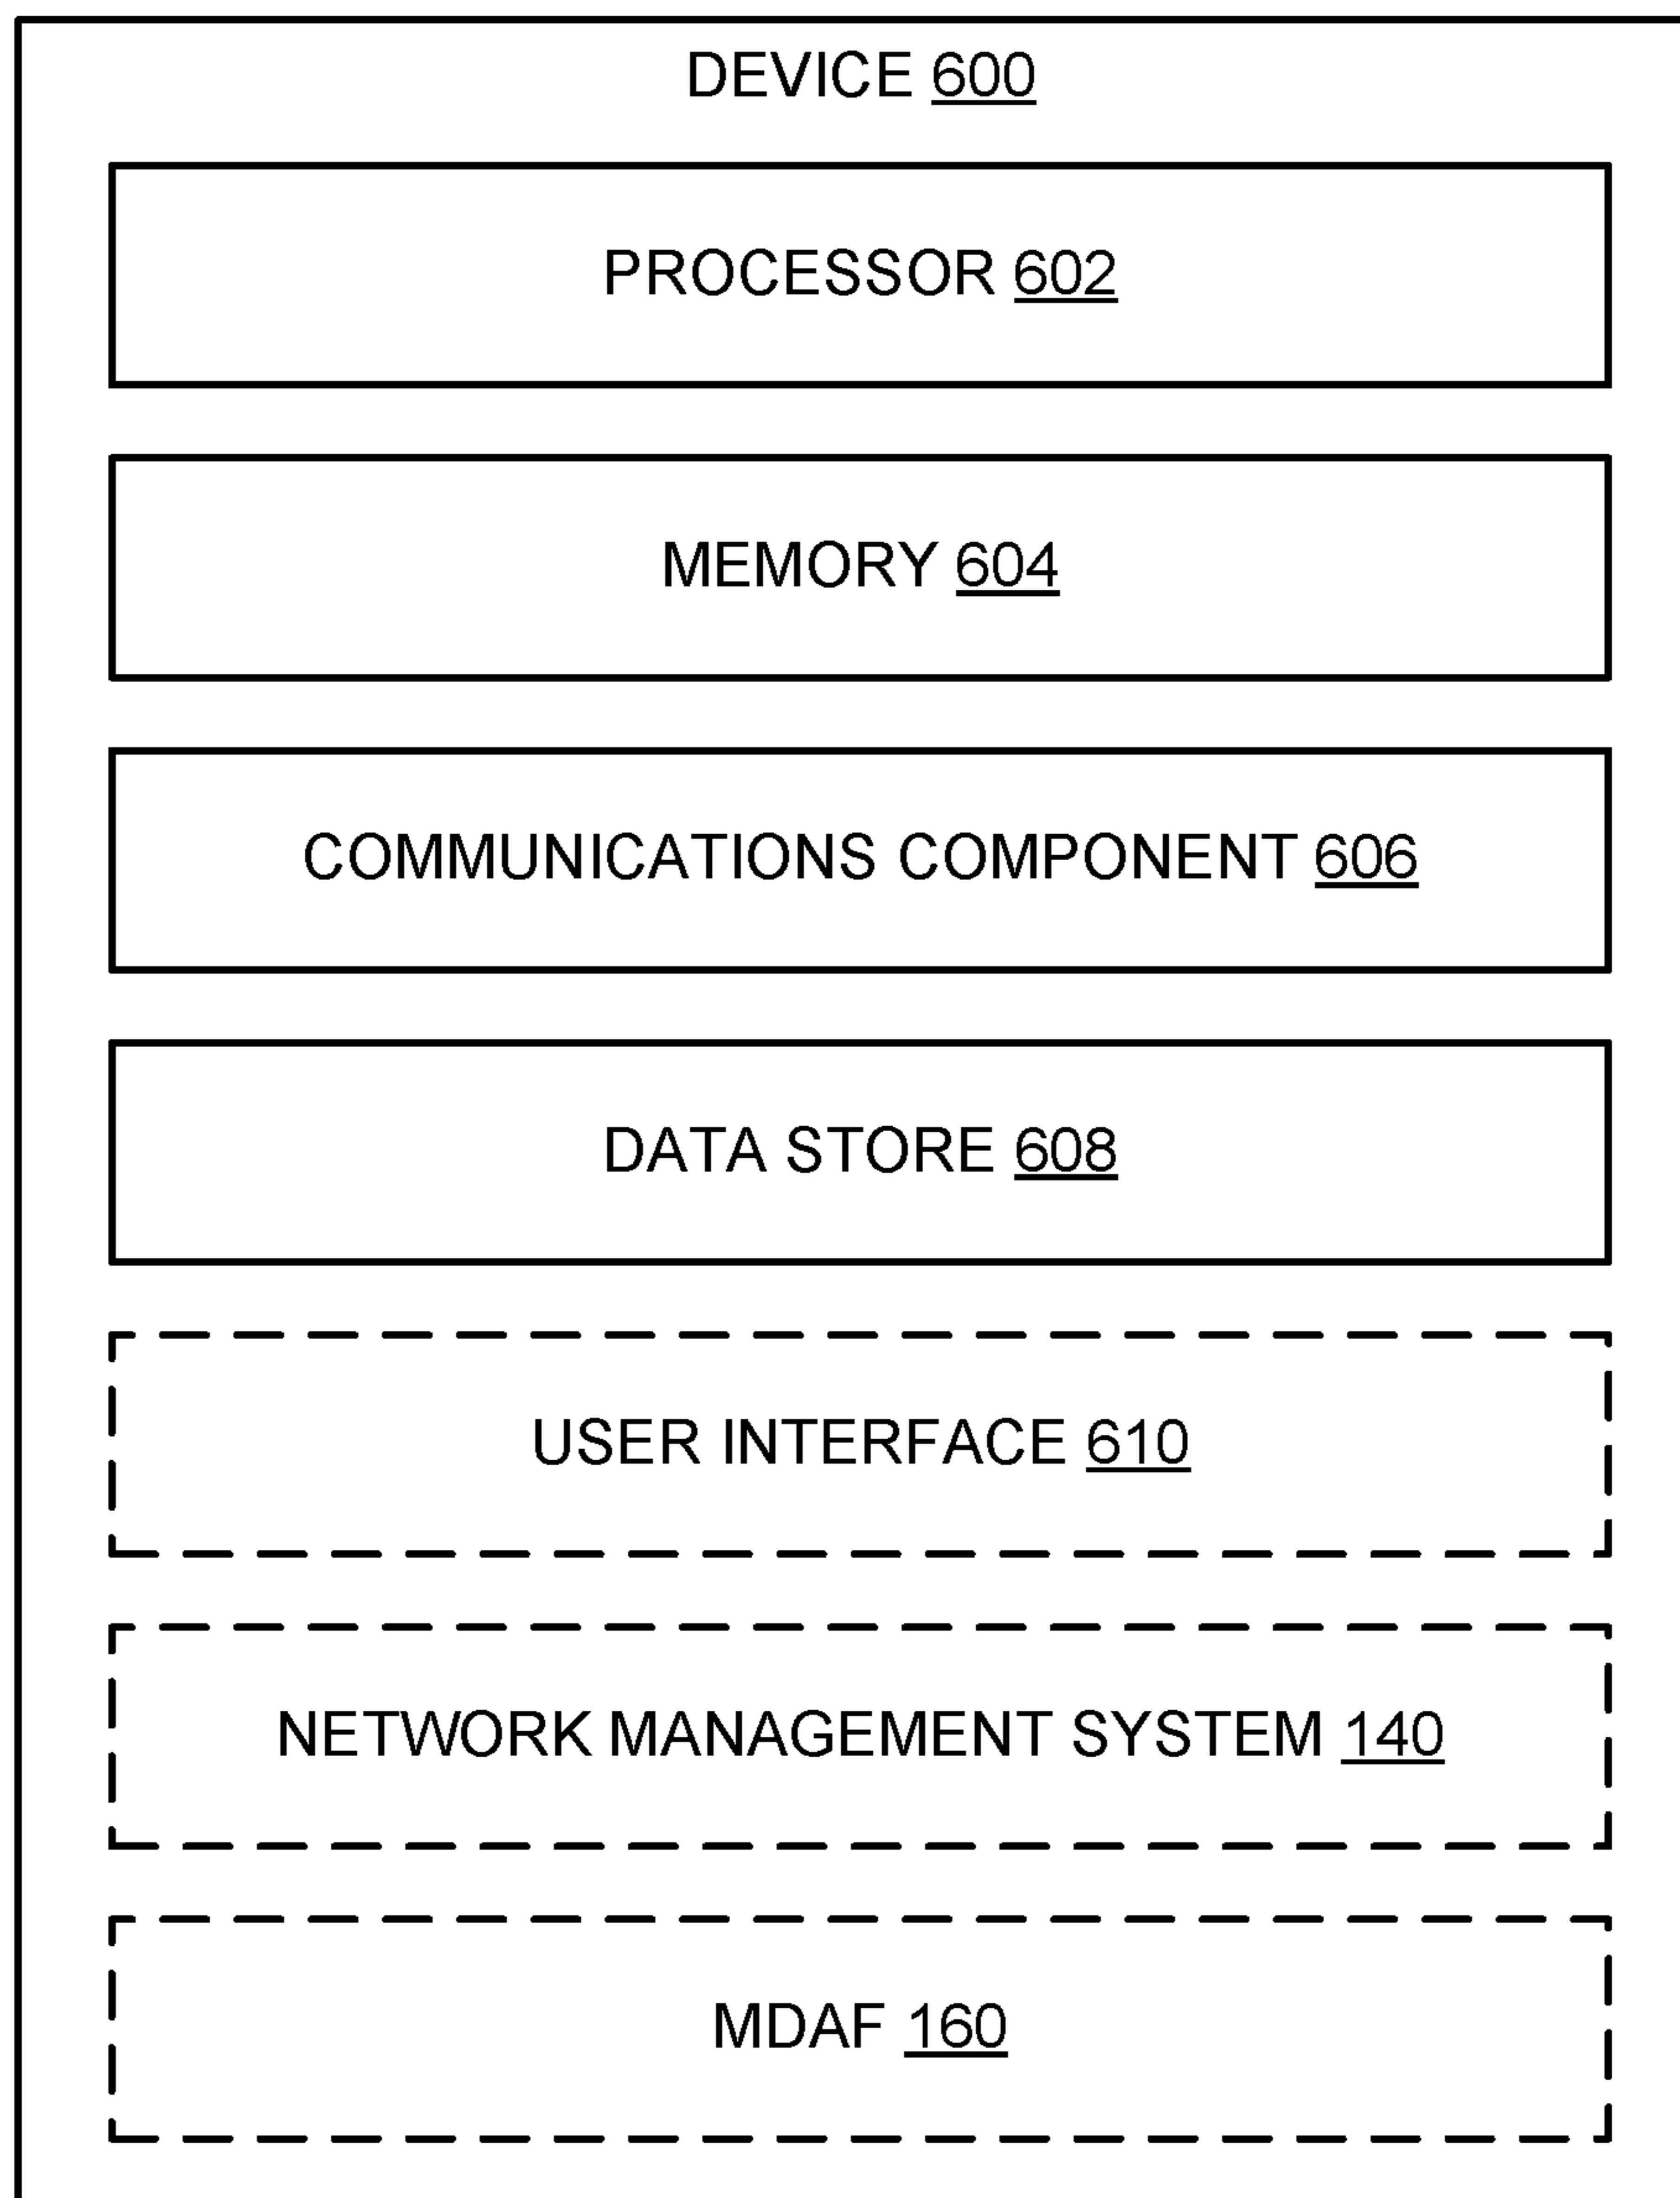 DEVICE 600
PROCESSOR 602
MEMORY 604
COMMUNICATIONS COMPONENT 606
DATA STORE 608
USER INTERFACE 610
NETWORK MANAGEMENT SYSTEM 140
MDAF 160